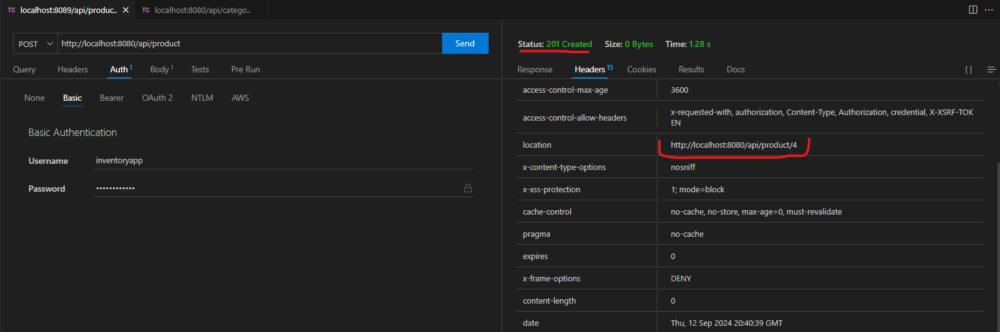 TC localhost:8089/api/produc.. ×
TC localhost:8080/api/catego..
POST
http://localhost:8080/api/product
Send
Query Headers Auth 1 Body 1 Tests Pre Run
None Basic Bearer OAuth 2 NTLM AWS
Basic Authentication
Username inventoryapp
Password ••••••••••••
Status: 201 Created Size: 0 Bytes Time: 1.28 s
Response Headers 15 Cookies Results Docs { }
access-control-max-age 3600
access-control-allow-headers x-requested-with, authorization, Content-Type, Authorization, credential, X-XSRF-TOK
EN
location http://localhost:8080/api/product/4
x-content-type-options nosniff
x-xss-protection 1; mode=block
cache-control no-cache, no-store, max-age=0, must-revalidate
pragma no-cache
expires 0
x-frame-options DENY
content-length 0
date Thu, 12 Sep 2024 20:40:39 GMT